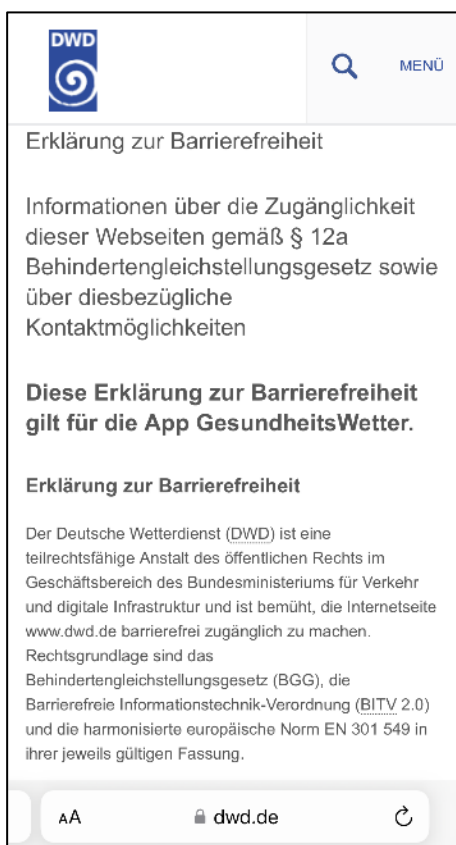 DWD
MENÜ
Erklärung zur Barrierefreiheit
Informationen über die Zugänglichkeit
dieser Webseiten gemäß § 12a
Behindertengleichstellungsgesetz sowie
über diesbezügliche
Kontaktmöglichkeiten
Diese Erklärung zur Barrierefreiheit
gilt für die App GesundheitsWetter.
Erklärung zur Barrierefreiheit
Der Deutsche Wetterdienst (DWD) ist eine
teilrechtsfähige Anstalt des öffentlichen Rechts im
Geschäftsbereich des Bundesministeriums für Verkehr
und digitale Infrastruktur und ist bemüht, die Internetseite
www.dwd.de barrierefrei zugänglich zu machen.
Rechtsgrundlage sind das
Behindertengleichstellungsgesetz (BGG), die
Barrierefreie Informationstechnik-Verordnung (BITV 2.0)
und die harmonisierte europäische Norm EN 301 549 in
ihrer jeweils gültigen Fassung.
AA dwd.de